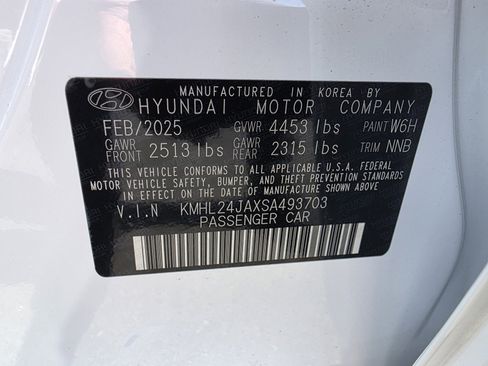 MANUFACTURED IN KOREA BY
HYUNDAI MOTOR COMPANY
FEB/2025 GVWR 4453 lbs PAINT W6H
GAWR FRONT 2513 lbs GAWR REAR 2315 lbs TRIM NNB
THIS VEHICLE CONFORMS TO ALL APPLICABLE U.S.A. FEDERAL
MOTOR VEHICLE SAFETY, BUMPER, AND THEFT PREVENTION STANDARDS
IN EFFECT ON THE DATE OF MANUFACTURE SHOWN ABOVE
V.I.N KMHL24JAXSA493703
PASSENGER CAR